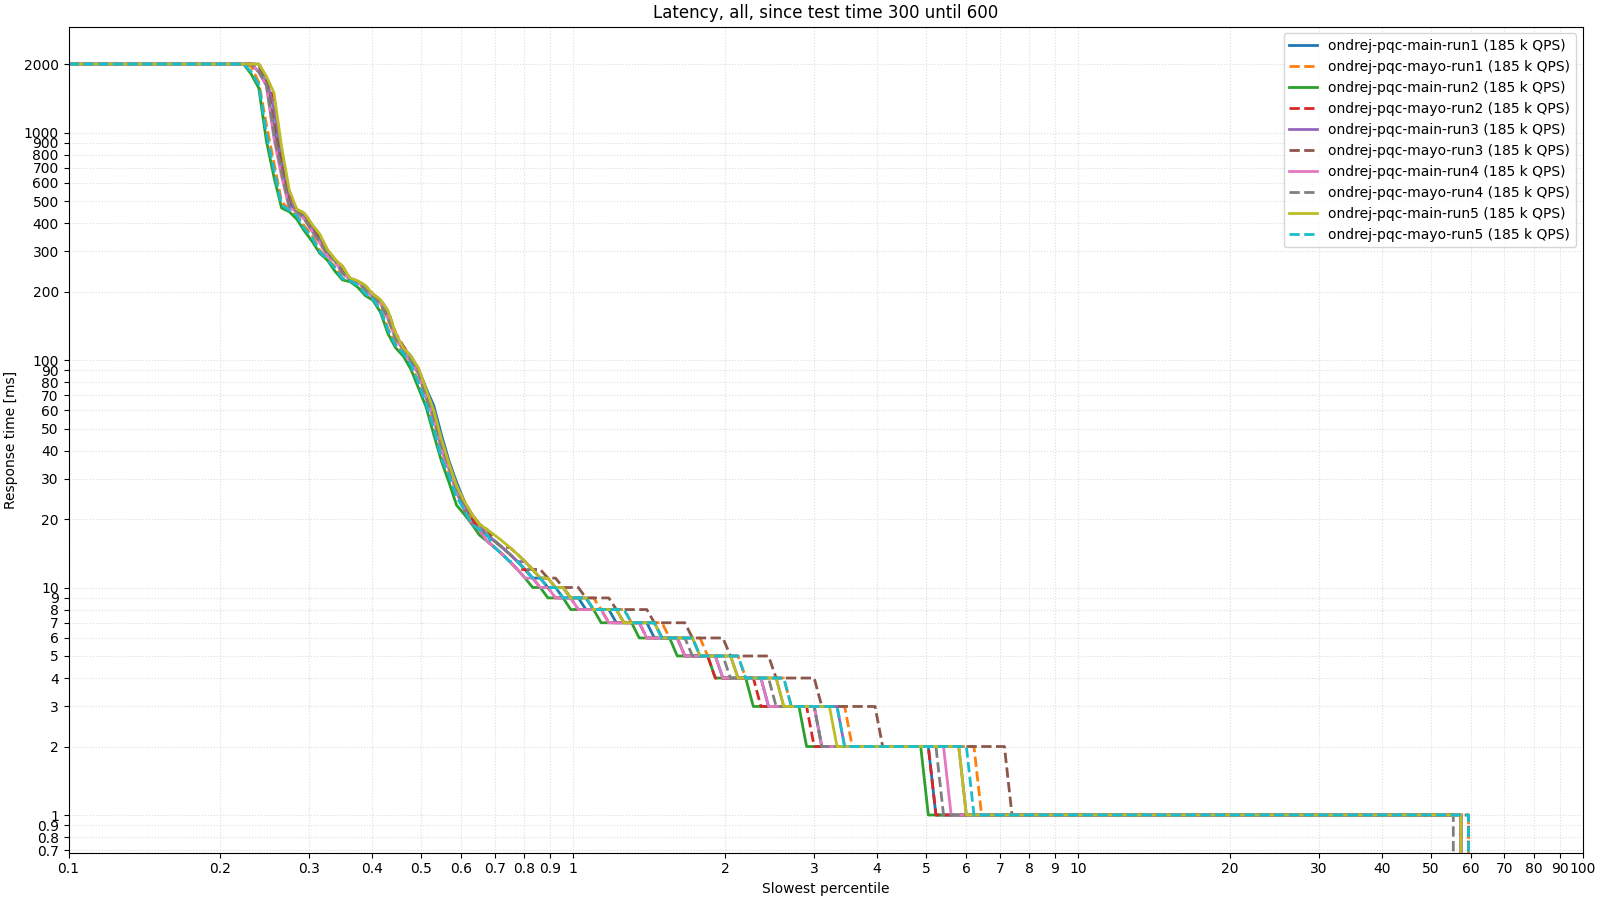 Latency, all, since test time 300 until 600
ondrej-pqc-main-run1 (185 k QPS)
ondrej-pqc-mayo-run1 (185 k QPS)
ondrej-pqc-main-run2 (185 k QPS)
ondrej-pqc-mayo-run2 (185 k QPS)
ondrej-pqc-main-run3 (185 k QPS)
ondrej-pqc-mayo-run3 (185 k QPS)
ondrej-pqc-main-run4 (185 k QPS)
ondrej-pqc-mayo-run4 (185 k QPS)
ondrej-pqc-main-run5 (185 k QPS)
ondrej-pqc-mayo-run5 (185 k QPS)
Response time [ms]
2000
1000
900
800
700
600
500
400
300
200
100
90
80
70
60
50
40
30
20
10
9
8
7
6
5
4
3
2
1
0.9
0.8
0.7
0.1 0.2 0.3 0.4 0.5 0.6 0.7 0.8 0.9 1 2 3 4 5 6 7 8 9 10 20 30 40 50 60 70 80 90 100
Slowest percentile